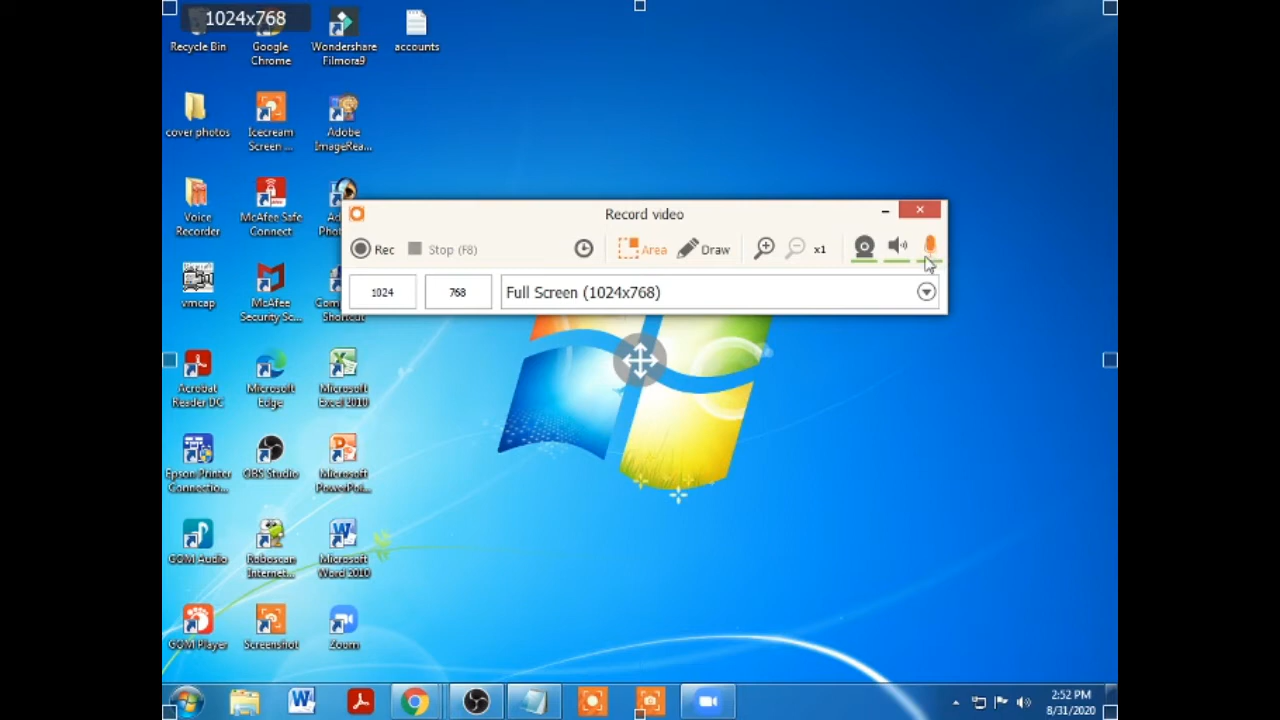 1024x768
Recycle Bin
Google
Chrome
Wondershare
Filmora9
accounts
cover photos
Icecream
Screen ...
Adobe
ImageRea...
Voice
Recorder
McAfee Safe
Connect
Record video
Rec
Stop (F8)
Area
Draw
x1
1024
768
Full Screen (1024x768)
vmcap
McAfee
Security Sc...
Shortcut
Acrobat
Reader DC
Microsoft
Edge
Microsoft
Excel 2010
Epson Printer
Connectio...
OBS Studio
Microsoft
PowerPoi...
GOM Audio
Roboscan
Internet...
Microsoft
Word 2010
GOM Player
Screenshot
Zoom
2:52 PM
8/31/2020